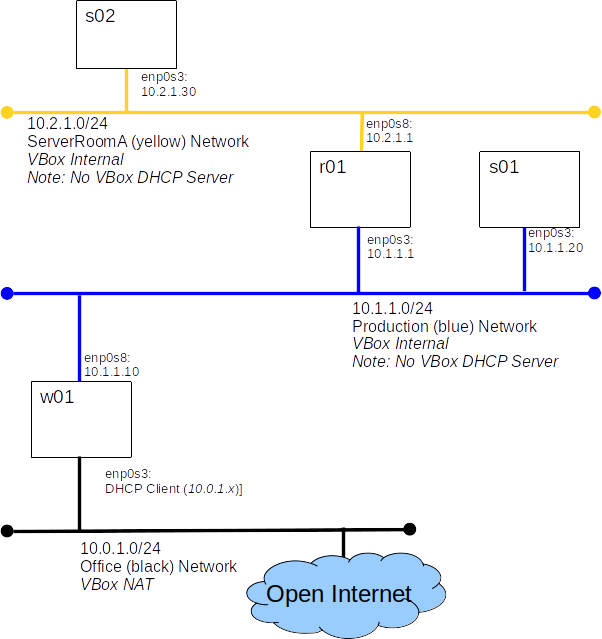 s02
enp0s3:
10.2.1.30
10.2.1.0/24
ServerRoomA (yellow) Network
VBox Internal
Note: No VBox DHCP Server
enp0s8:
10.2.1.1
r01
s01
enp0s3:
10.1.1.1
enp0s3:
10.1.1.20
10.1.1.0/24
Production (blue) Network
VBox Internal
Note: No VBox DHCP Server
enp0s8:
10.1.1.10
w01
enp0s3:
DHCP Client (10.0.1.x)]
10.0.1.0/24
Office (black) Network
VBox NAT
Open Internet